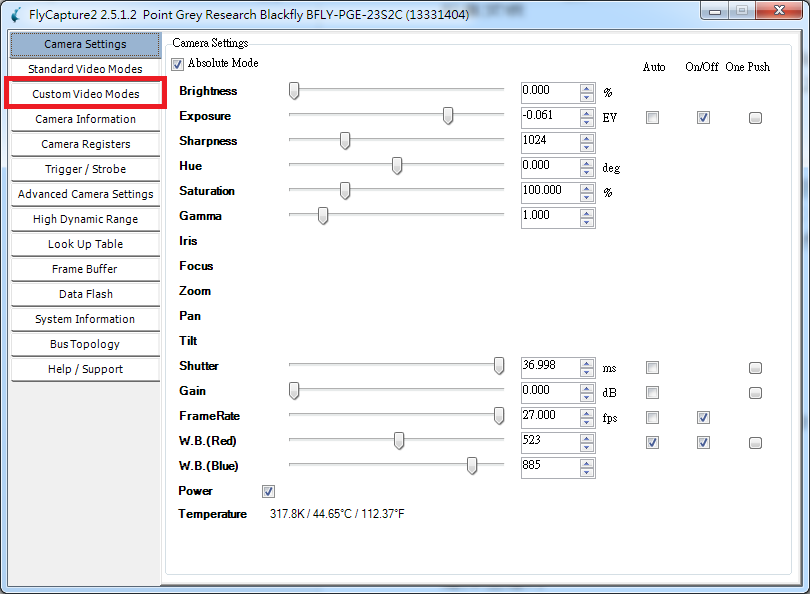 FlyCapture2 2.5.1.2 Point Grey Research Blackfly BFLY-PGE-23S2C (13331404)
Camera Settings
Standard Video Modes
Custom Video Modes
Camera Information
Camera Registers
Trigger / Strobe
Advanced Camera Settings
High Dynamic Range
Look Up Table
Frame Buffer
Data Flash
System Information
Bus Topology
Help / Support
Camera Settings
Absolute Mode
Auto On/Off One Push
Brightness 0.000 %
Exposure -0.061 EV
Sharpness 1024
Hue 0.000 deg
Saturation 100.000 %
Gamma 1.000
Iris
Focus
Zoom
Pan
Tilt
Shutter 36.998 ms
Gain 0.000 dB
FrameRate 27.000 fps
W.B.(Red) 523
W.B.(Blue) 885
Power
Temperature 317.8K / 44.65°C / 112.37°F